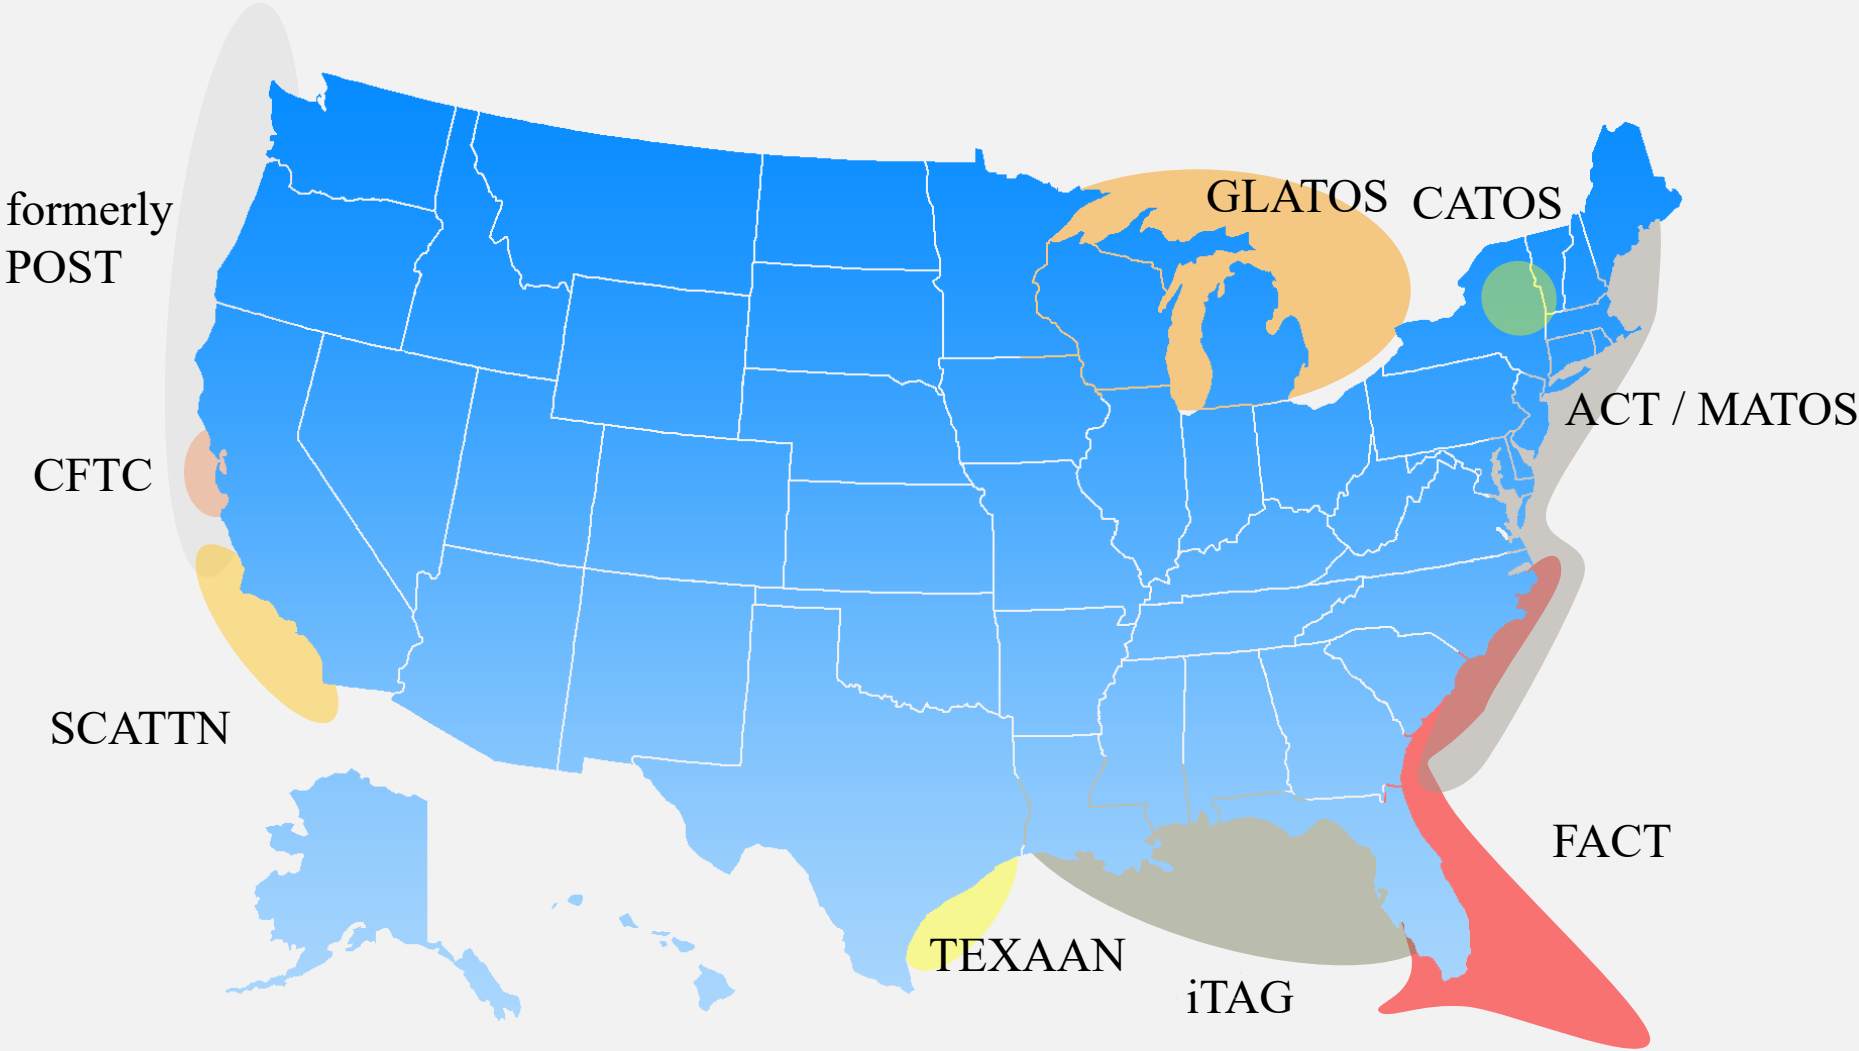 GLATOS
CATOS
formerly
POST
ACT / MATOS
CFTC
SCATTN
FACT
TEXAAN
iTAG